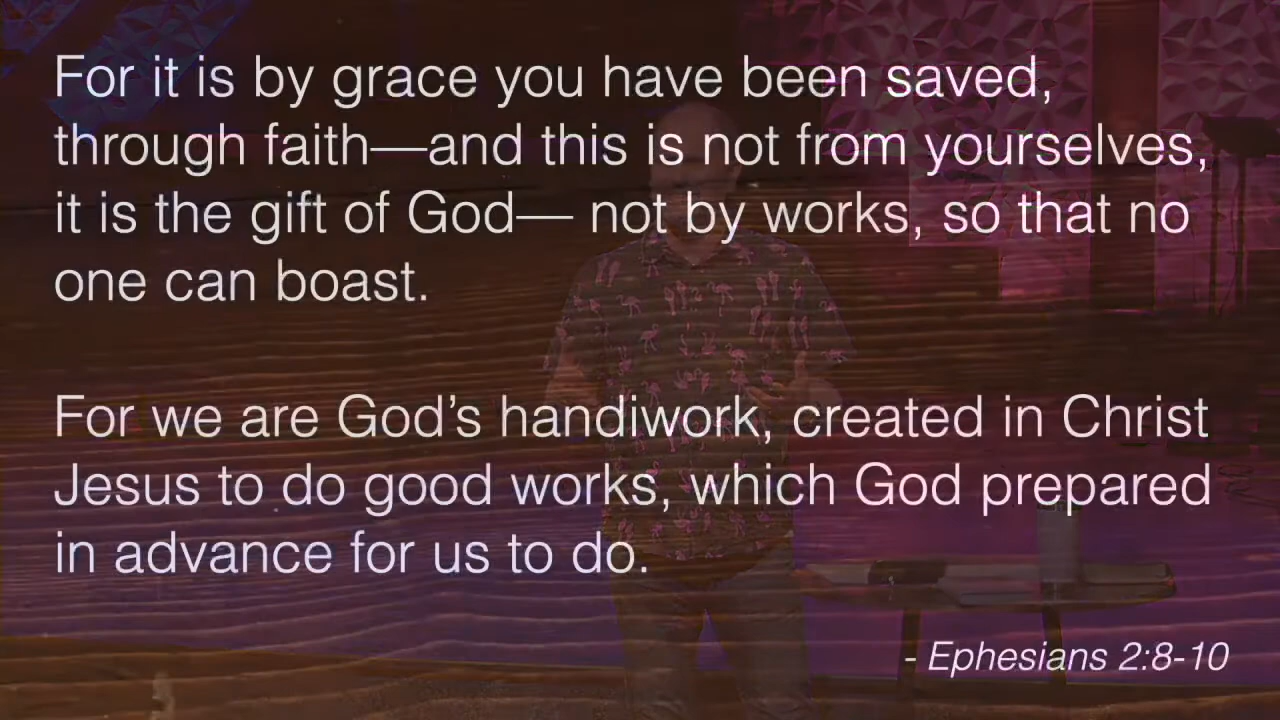 For it is by grace you have been saved,
through faith—and this is not from yourselves,
it is the gift of God— not by works, so that no
one can boast.
For we are God’s handiwork, created in Christ
Jesus to do good works, which God prepared
in advance for us to do.
- Ephesians 2:8-10